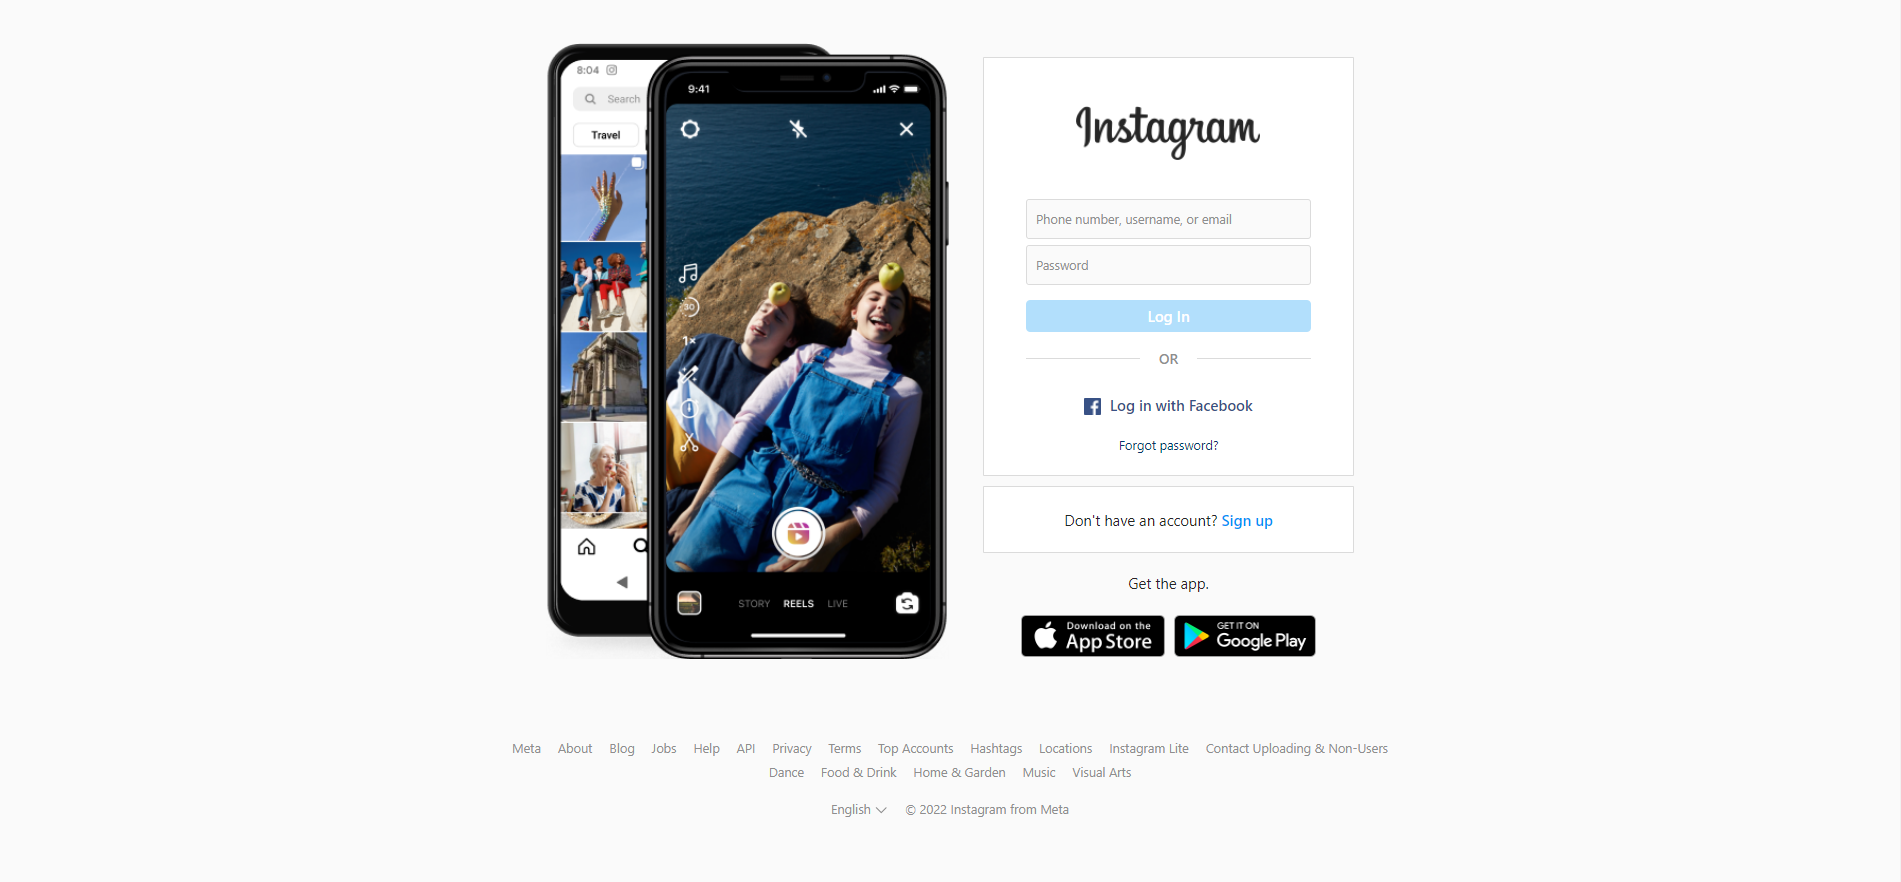 8:04
Search
Travel
9:41
30
1×
STORY REELS LIVE
Instagram
Phone number, username, or email
Password
Log In
OR
Log in with Facebook
Forgot password?
Don't have an account? Sign up
Get the app.
Download on the
App Store
GET IT ON
Google Play
Meta About Blog Jobs Help API Privacy Terms Top Accounts Hashtags Locations Instagram Lite Contact Uploading & Non-Users
Dance Food & Drink Home & Garden Music Visual Arts
English © 2022 Instagram from Meta